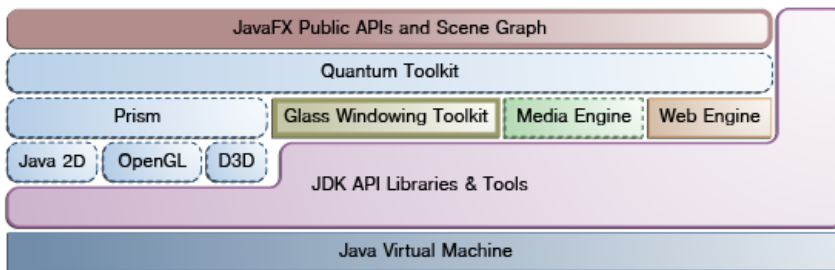 JavaFX Public APIs and Scene Graph
Quantum Toolkit
Prism
Glass Windowing Toolkit
Media Engine
Web Engine
Java 2D
OpenGL
D3D
JDK API Libraries & Tools
Java Virtual Machine